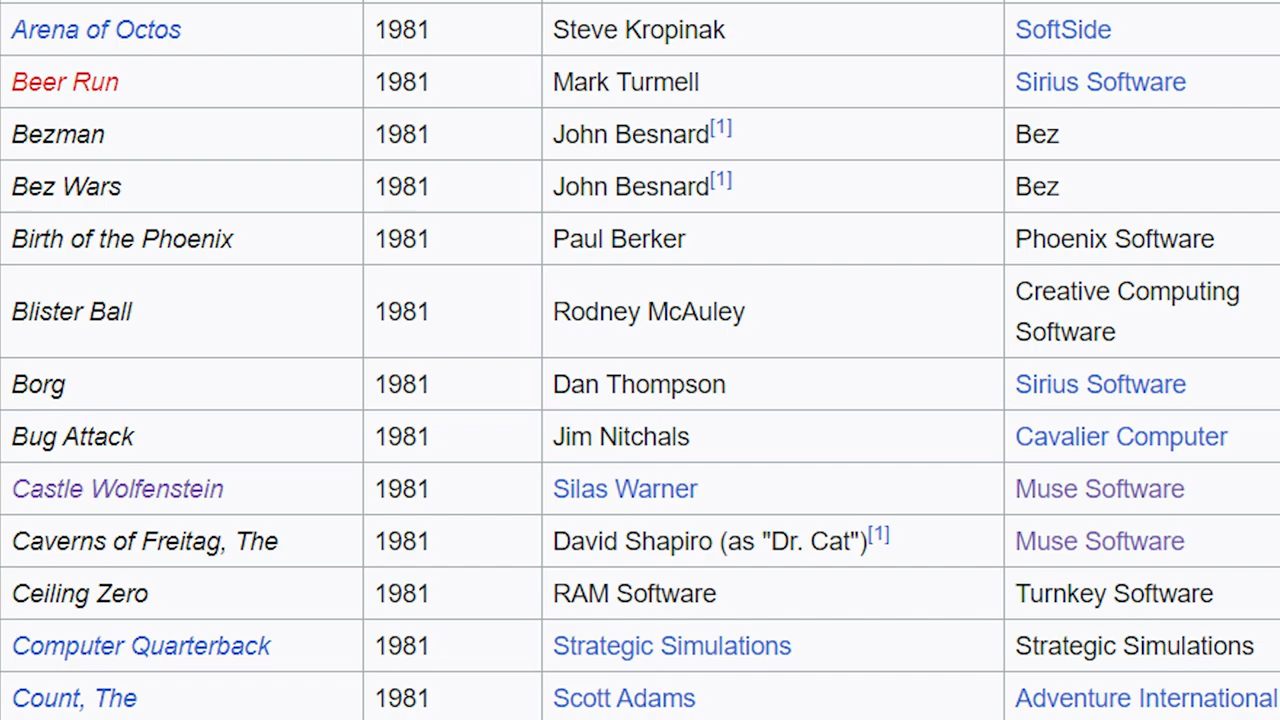 Arena of Octos 1981 Steve Kropinak SoftSide
Beer Run 1981 Mark Turmell Sirius Software
Bezman 1981 John Besnard[1] Bez
Bez Wars 1981 John Besnard[1] Bez
Birth of the Phoenix 1981 Paul Berker Phoenix Software
Blister Ball 1981 Rodney McAuley Creative Computing
Software
Borg 1981 Dan Thompson Sirius Software
Bug Attack 1981 Jim Nitchals Cavalier Computer
Castle Wolfenstein 1981 Silas Warner Muse Software
Caverns of Freitag, The 1981 David Shapiro (as "Dr. Cat")[1] Muse Software
Ceiling Zero 1981 RAM Software Turnkey Software
Computer Quarterback 1981 Strategic Simulations Strategic Simulations
Count, The 1981 Scott Adams Adventure International